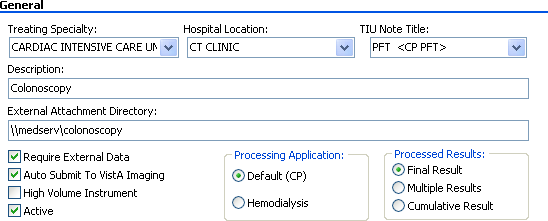 General
Treating Specialty: Hospital Location: TIU Note Title:
CARDIAC INTENSIVE CARE UN CT CLINIC PFT <CP PFT>
Description:
Colonoscopy
External Attachment Directory:
\\medserv\colonoscopy
Require External Data
Auto Submit To VistA Imaging
High Volume Instrument
Active
Processing Application:
Default (CP)
Hemodialysis
Processed Results:
Final Result
Multiple Results
Cumulative Result